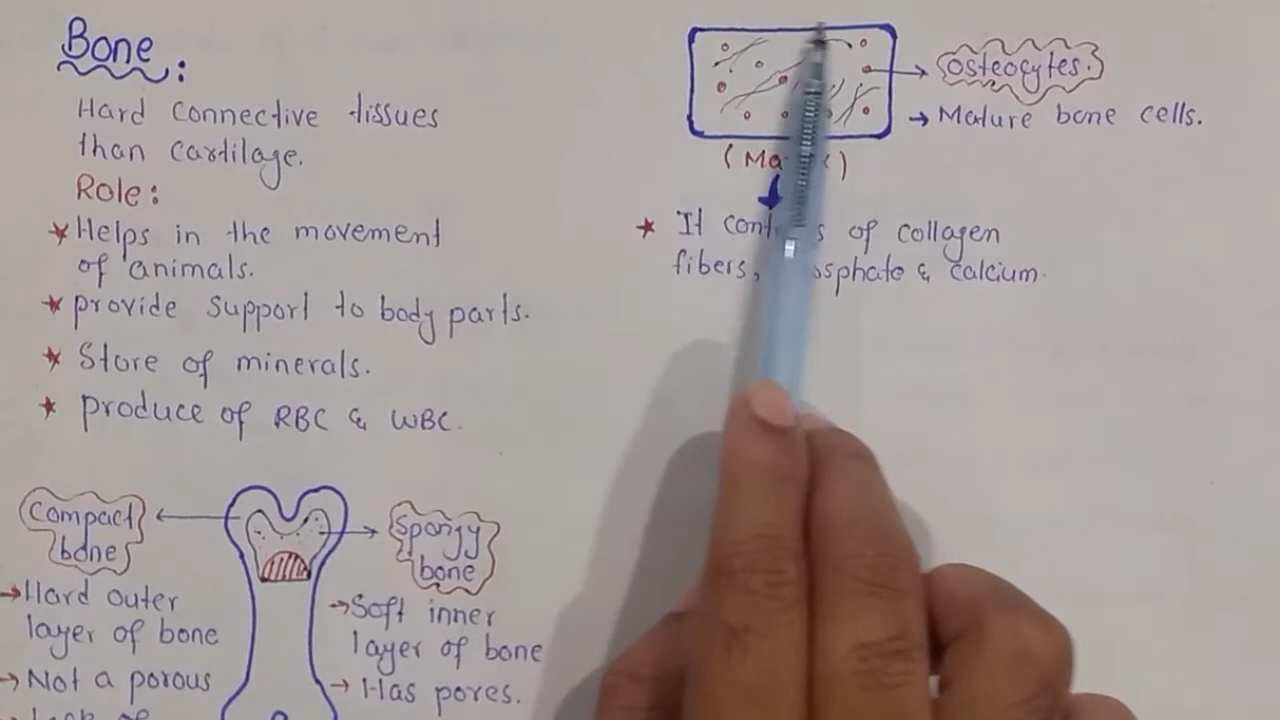 Bone :
Hard connective tissues
than cartilage.
Role:
* Helps in the movement
of animals.
* provide support to body parts.
* Store of minerals.
* produce of RBC & WBC.
Compact
bone
→ Hard outer
layer of bone
→ Not a porous
Spongy
bone
→ Soft inner
layer of bone
→ Has pores.
→ osteocytes.
→ Mature bone cells.
* It of collagen
fibers, & calcium.